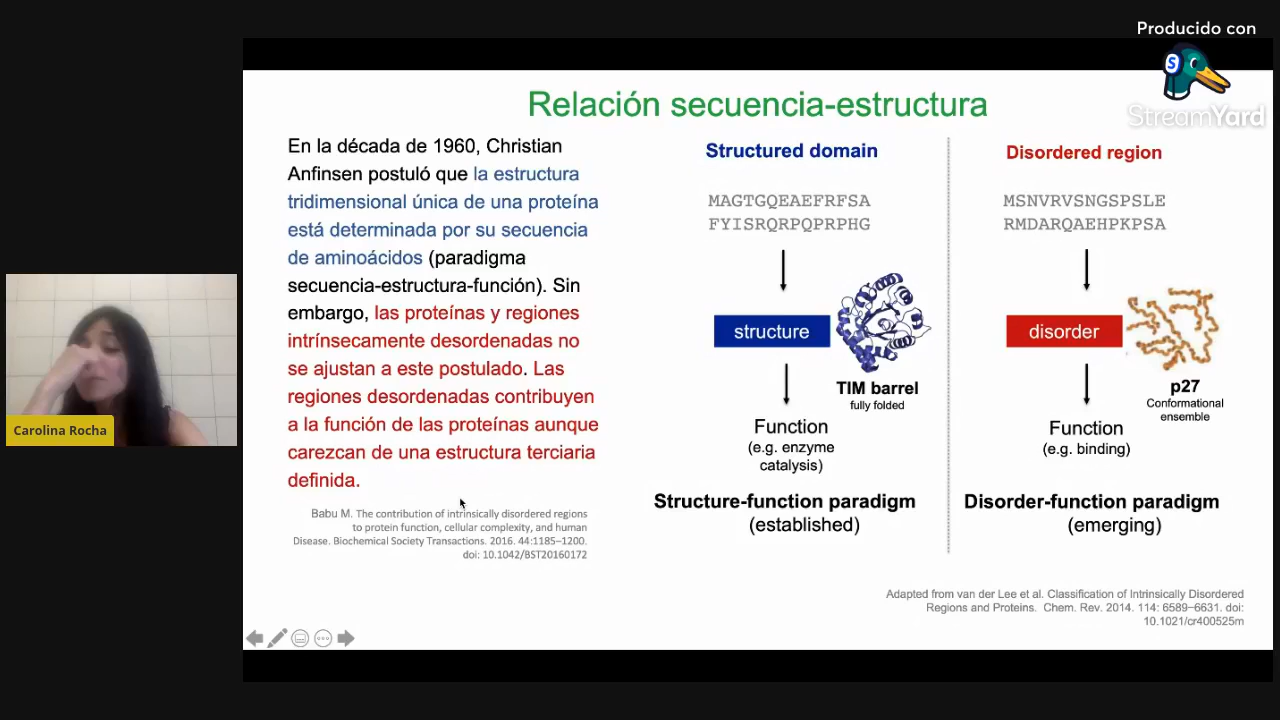 Producido con
StreamYard
Relación secuencia-estructura
En la década de 1960, Christian
Anfinsen postuló que la estructura
tridimensional única de una proteína
está determinada por su secuencia
de aminoácidos (paradigma
secuencia-estructura-función). Sin
embargo, las proteínas y regiones
intrínsecamente desordenadas no
se ajustan a este postulado. Las
regiones desordenadas contribuyen
a la función de las proteínas aunque
carezcan de una estructura terciaria
definida.
Babu M. The contribution of intrinsically disordered regions
to protein function, cellular complexity, and human
Disease. Biochemical Society Transactions. 2016. 44:1185–1200.
doi: 10.1042/BST20160172
Structured domain
MAGTGQEAEFRFSA
FYISRQRPQPRPHG
structure
TIM barrel
fully folded
Function
(e.g. enzyme
catalysis)
Structure-function paradigm
(established)
Disordered region
MSNVRVSNGSPSLE
RMDARQAEHPKPSA
disorder
p27
Conformational
ensemble
Function
(e.g. binding)
Disorder-function paradigm
(emerging)
Adapted from van der Lee et al. Classification of Intrinsically Disordered
Regions and Proteins. Chem. Rev. 2014. 114: 6589−6631. doi:
10.1021/cr400525m
Carolina Rocha